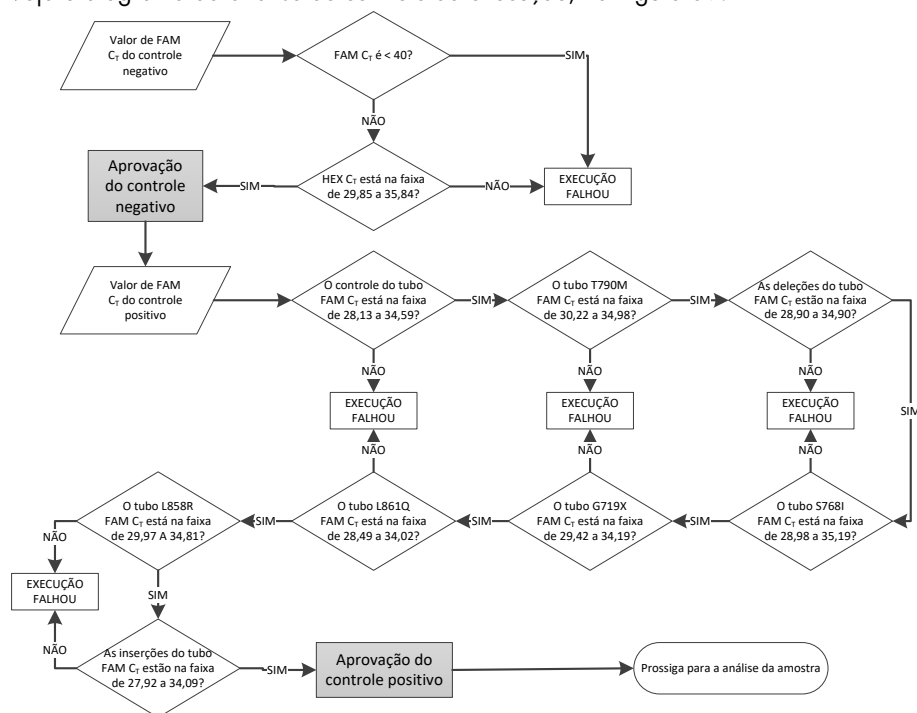 Valor de FAM
CT do controle
negativo
FAM CT é < 40?
SIM
NÃO
Aprovação
do controle
negativo
SIM
HEX CT está na faixa
de 29,85 a 35,84?
NÃO
EXECUÇÃO
FALHOU
Valor de FAM
CT do controle
positivo
O controle do tubo
FAM CT está na faixa
de 28,13 a 34,59?
SIM
O tubo T790M
FAM CT está na faixa
de 30,22 a 34,98?
SIM
As deleções do tubo
FAM CT estão na faixa
de 28,90 a 34,90?
NÃO
NÃO
NÃO
EXECUÇÃO
FALHOU
EXECUÇÃO
FALHOU
EXECUÇÃO
FALHOU
SIM
NÃO
NÃO
NÃO
O tubo L858R
FAM CT está na faixa
de 29,97 A 34,81?
SIM
O tubo L861Q
FAM CT está na faixa
de 28,49 a 34,02?
SIM
O tubo G719X
FAM CT está na faixa
de 29,42 a 34,19?
SIM
O tubo S768I
FAM CT está na faixa
de 28,98 a 35,19?
NÃO
EXECUÇÃO
FALHOU
SIM
NÃO
As inserções do tubo
FAM CT estão na faixa
de 27,92 a 34,09?
SIM
Aprovação do
controle positivo
Prossiga para a análise da amostra